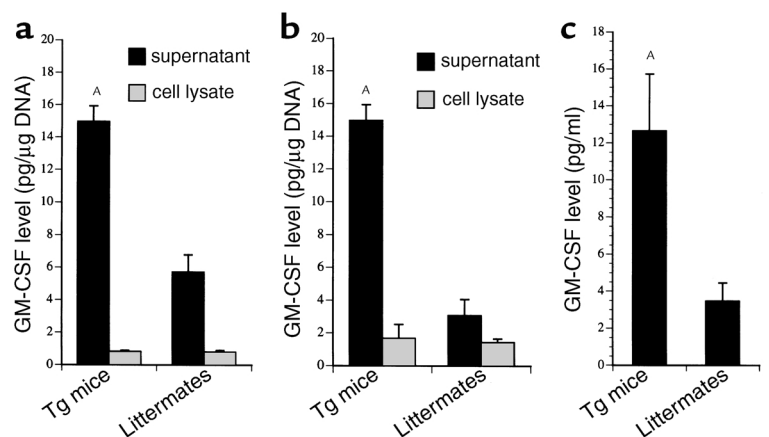 a
GM-CSF level (pg/μg DNA)
20
18
16
14
12
10
8
6
4
2
0
A
supernatant
cell lysate
Tg mice
Littermates
b
GM-CSF level (pg/μg DNA)
20
18
16
14
12
10
8
6
4
2
0
A
supernatant
cell lysate
Tg mice
Littermates
c
GM-CSF level (pg/ml)
18
16
14
12
10
8
6
4
2
0
A
Tg mice
Littermates